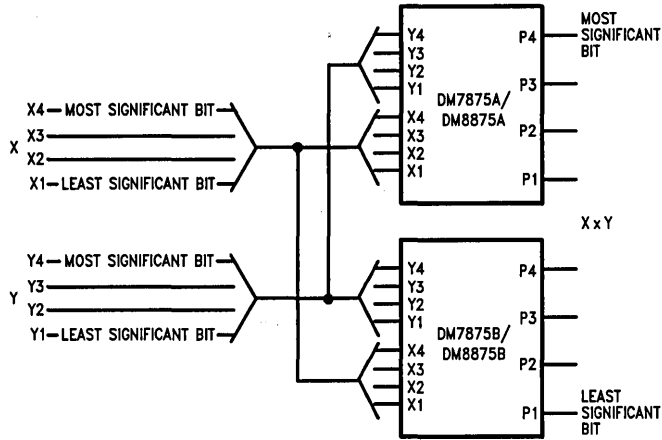 X
X4 MOST SIGNIFICANT BIT
X3
X2
X1 LEAST SIGNIFICANT BIT
Y
Y4 MOST SIGNIFICANT BIT
Y3
Y2
Y1 LEAST SIGNIFICANT BIT
Y4
Y3
Y2
Y1
X4
X3
X2
X1
DM7875A/
DM8875A
P4
P3
P2
P1
MOST
SIGNIFICANT
BIT
X x Y
Y4
Y3
Y2
Y1
X4
X3
X2
X1
DM7875B/
DM8875B
P4
P3
P2
P1
LEAST
SIGNIFICANT
BIT